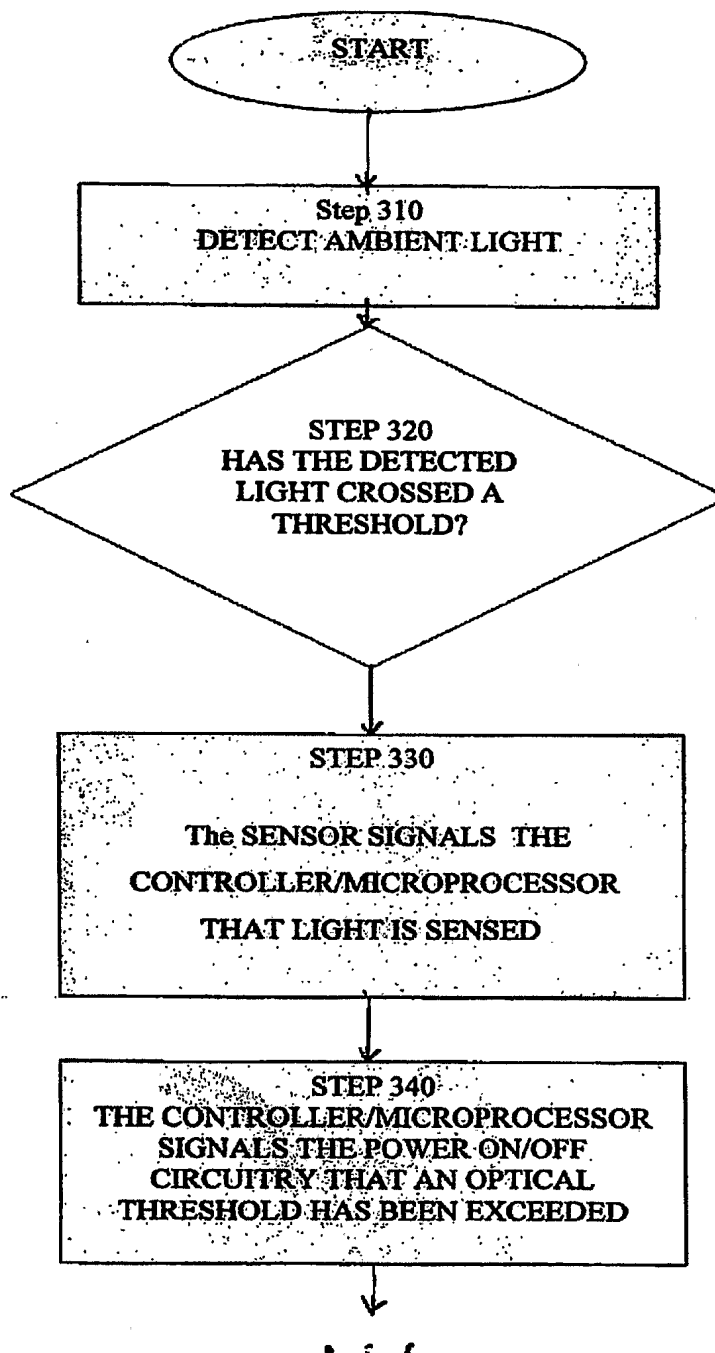 START
Step 310
DETECT AMBIENT LIGHT
STEP 320
HAS THE DETECTED
LIGHT CROSSED A
THRESHOLD?
STEP 330
The SENSOR SIGNALS THE
CONTROLLER/MICROPROCESSOR
THAT LIGHT IS SENSED
STEP 340
THE CONTROLLER/MICROPROCESSOR
SIGNALS THE POWER ON/OFF
CIRCUITRY THAT AN OPTICAL
THRESHOLD HAS BEEN EXCEEDED